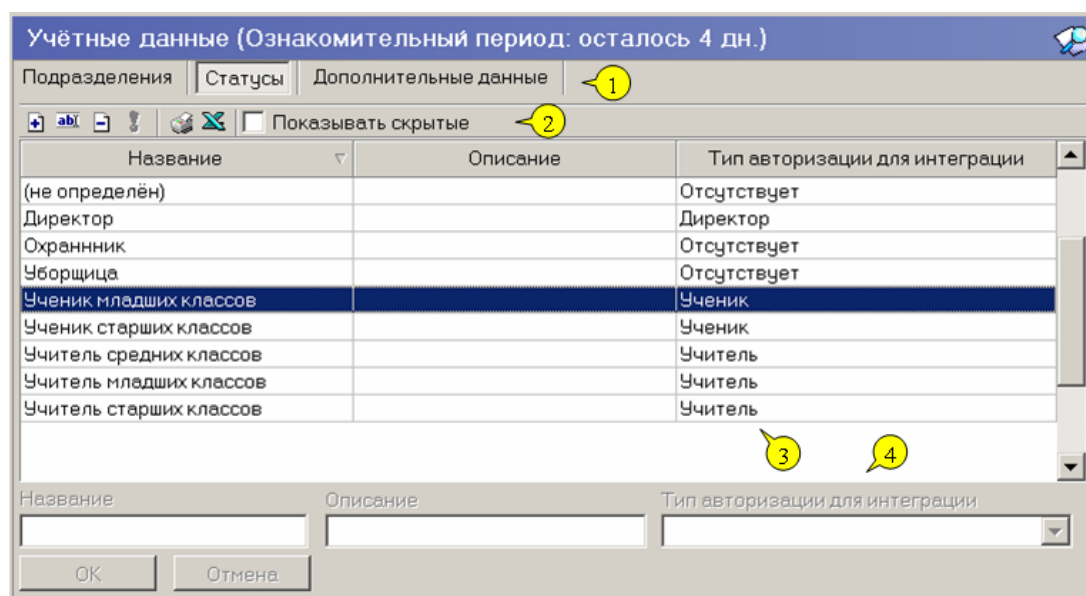 Учётные данные (Ознакомительный период: осталось 4 дн.)
Подразделения Статусы Дополнительные данные 1
abI Показывать скрытые 2
Название Описание Тип авторизации для интеграции
(не определён) Отсутствует
Директор Директор
Охраннник Отсутствует
Уборщица Отсутствует
Ученик младших классов Ученик
Ученик старших классов Ученик
Учитель средних классов Учитель
Учитель младших классов Учитель
Учитель старших классов Учитель
3 4
Название Описание Тип авторизации для интеграции
ОК Отмена